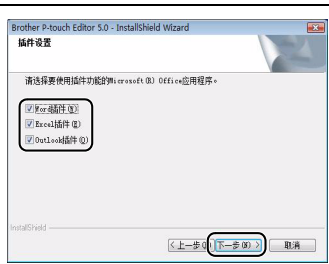 Brother P-touch Editor 5.0 - InstallShield Wizard
插件设置
请选择要使用插件功能的Microsoft (R) Office应用程序。
Word插件(W)
Excel插件(E)
Outlook插件(O)
InstallShield
< 上一步(B) 下一步(N) > 取消